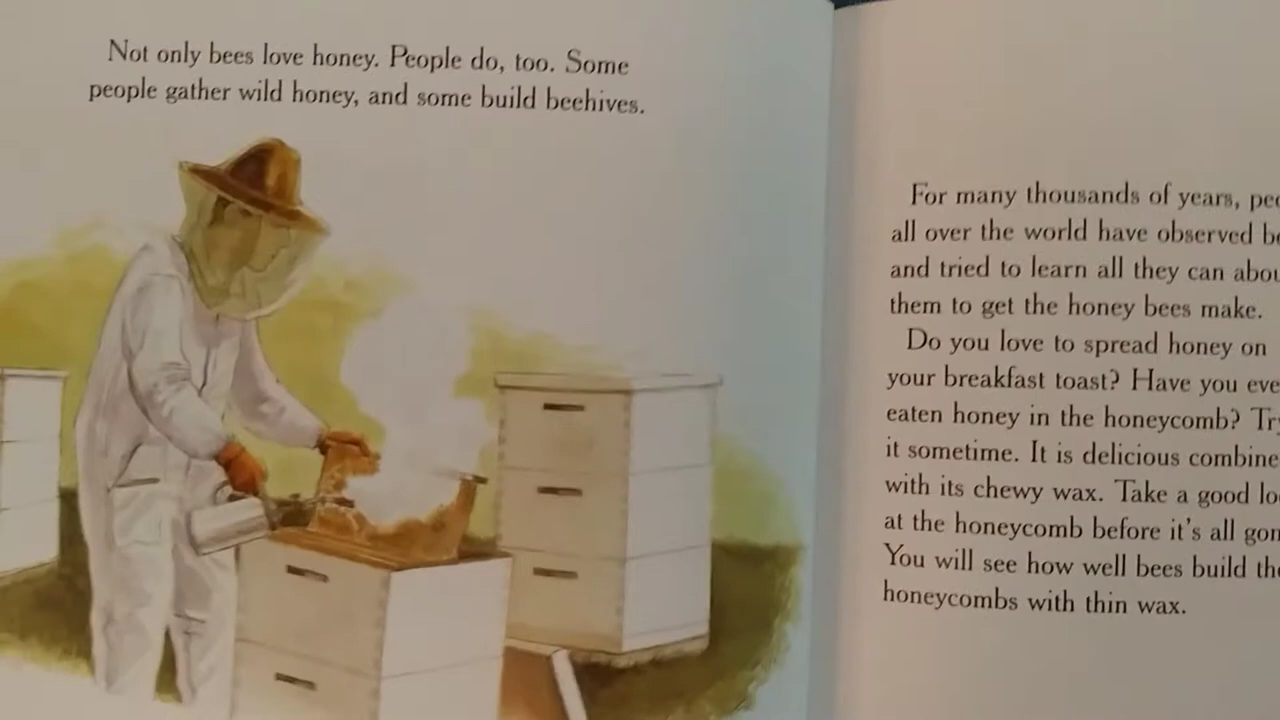 Not only bees love honey. People do, too. Some
people gather wild honey, and some build beehives.
For many thousands of years,
all over the world have observed
and tried to learn all they can
them to get the honey bees make.
Do you love to spread honey on
your breakfast toast? Have you
eaten honey in the honeycomb?
it sometime. It is delicious
with its chewy wax. Take a good
at the honeycomb before it's all
You will see how well bees build
honeycombs with thin wax.